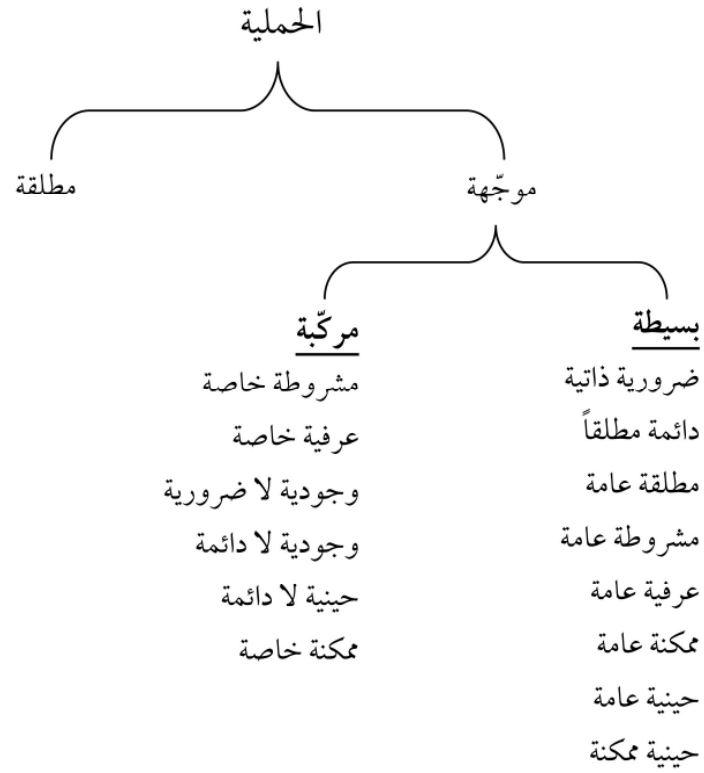 الحملية
موجّهة
مطلقة
بسيطة
ضرورية ذاتية
دائمة مطلقاً
مطلقة عامة
مشروطة عامة
عرفية عامة
ممكنة عامة
حينية عامة
حينية ممكنة
مركّبة
مشروطة خاصة
عرفية خاصة
وجودية لا ضرورية
وجودية لا دائمة
حينية لا دائمة
ممكنة خاصة